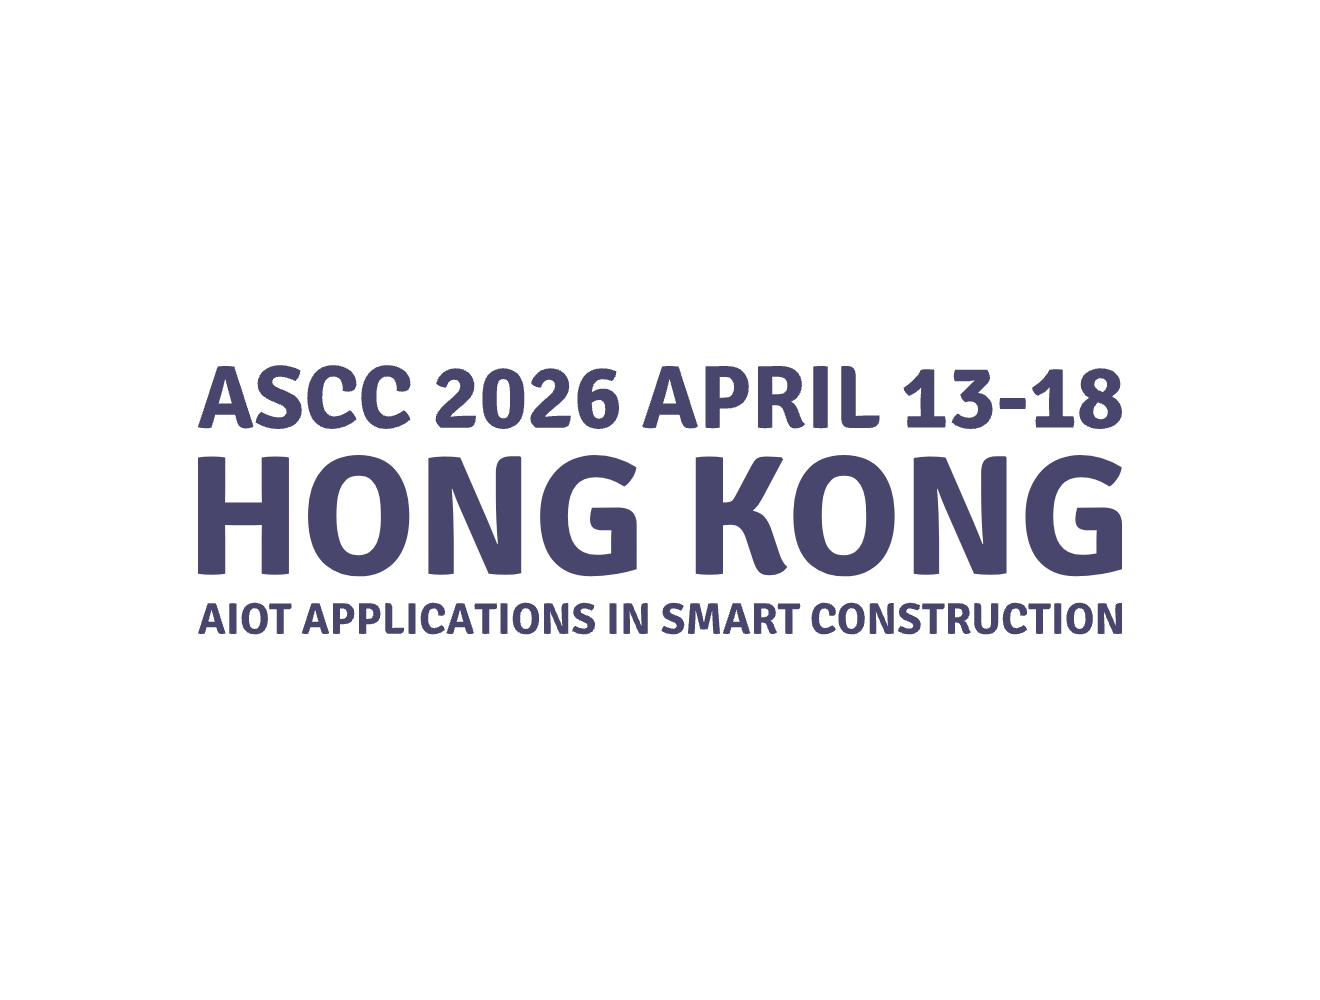 ASCC 2026 APRIL 13-18
HONG KONG
AIOT APPLICATIONS IN SMART CONSTRUCTION